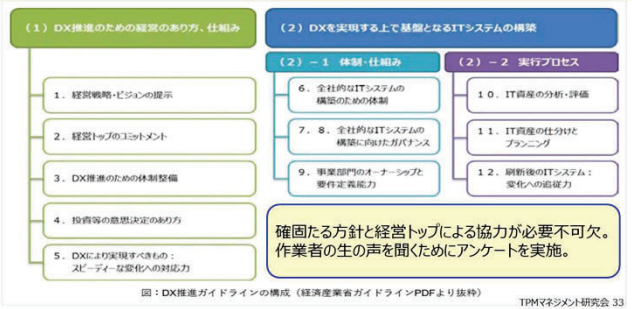 (1) DX推進のための経営のあり方、仕組み
1. 経営戦略・ビジョンの提示
2. 経営トップのコミットメント
3. DX推進のための体制整備
4. 投資等の意思決定のあり方
5. DXにより実現すべきもの:
スピーディーな変化への対応力
(2) DXを実現する上で基盤となるITシステムの構築
(2) -1 体制・仕組み
6. 全社的なITシステムの
構築のための体制
7. 8. 全社的なITシステムの
構築に向けたガバナンス
9. 事業部門のオーナーシップと
要件定義能力
(2) -2 実行プロセス
10. IT資産の分析・評価
11. IT資産の仕分けと
プランニング
12. 刷新後のITシステム:
変化への追従力
確固たる方針と経営トップによる協力が必要不可欠。
作業者の生の声を聞くためにアンケートを実施。
図:DX推進ガイドラインの構成(経済産業省ガイドラインPDFより抜粋)
TPMマネジメント研究会 33